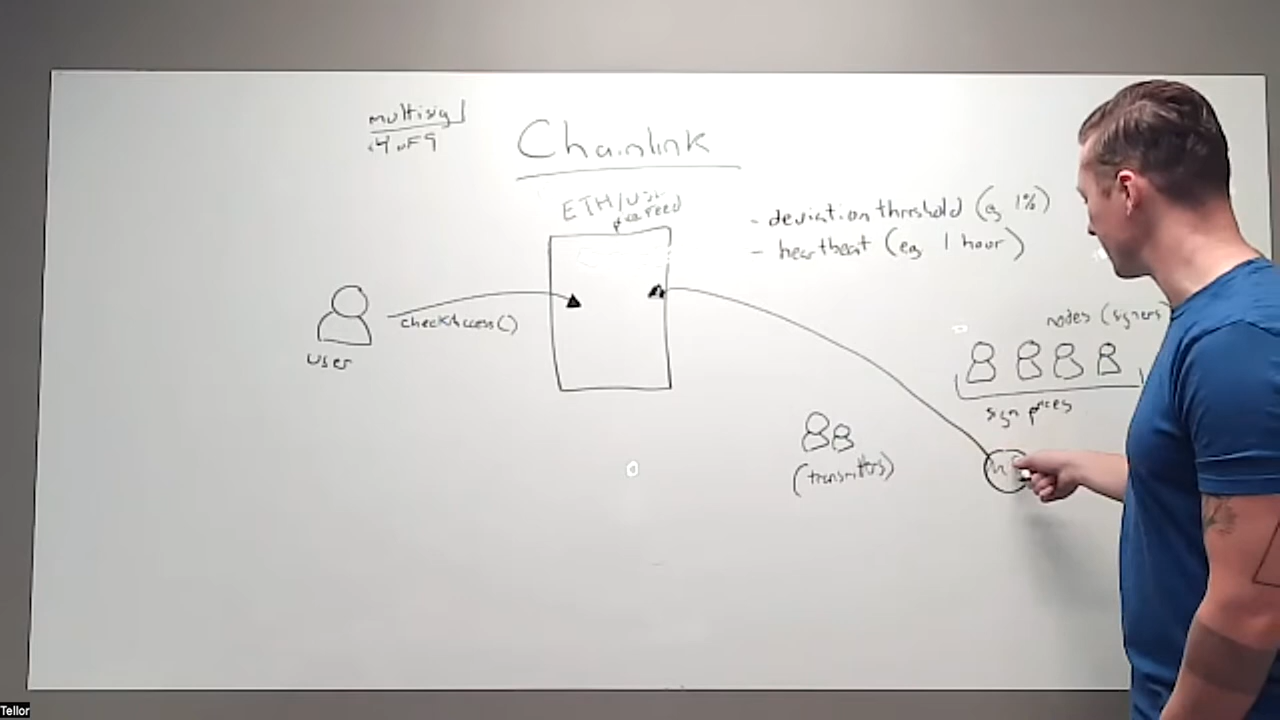 multisig
4 of 9
Chainlink
ETH/USD
feed
- deviation threshold (eg 1%)
- heartbeat (eg 1 hour)
checkAccess()
user
nodes (signers
sign prices
(transmitters)
Tellor